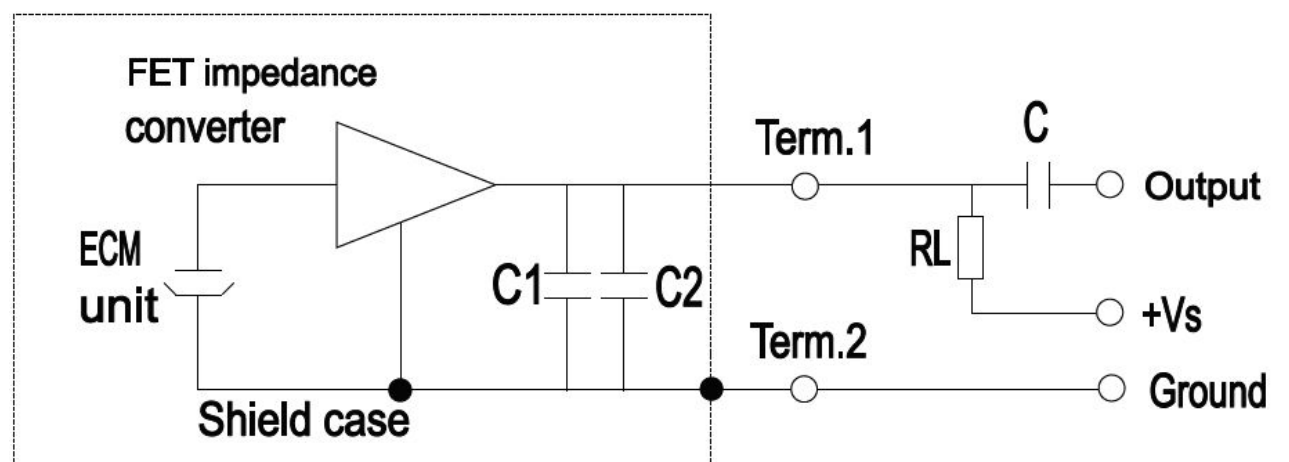 FET impedance
converter
Term.1
C
Output
ECM
unit
C1
C2
RL
+Vs
Term.2
Ground
Shield case